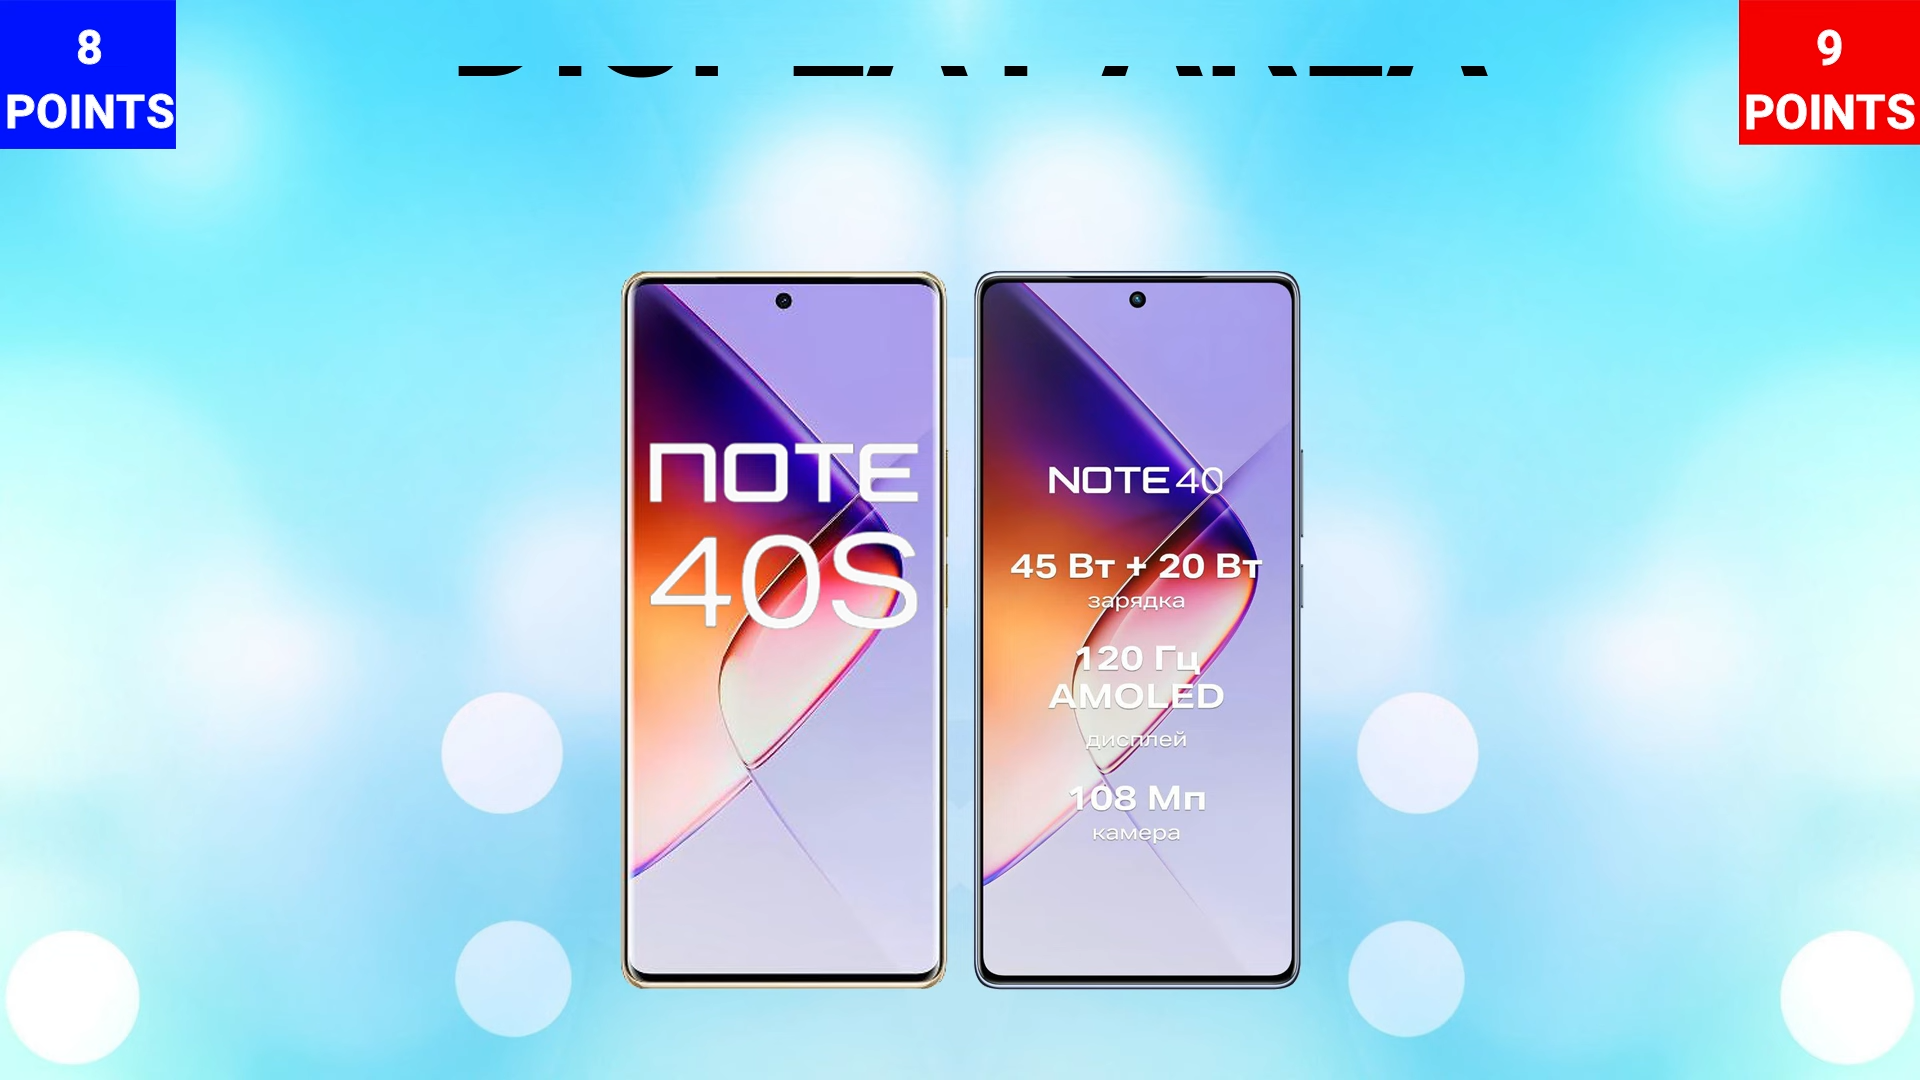 8
POINTS
9
POINTS
NOTE
40S
NOTE 40
45 Вт + 20 Вт
зарядка
120 Гц
AMOLED
дисплей
108 Мп
камера